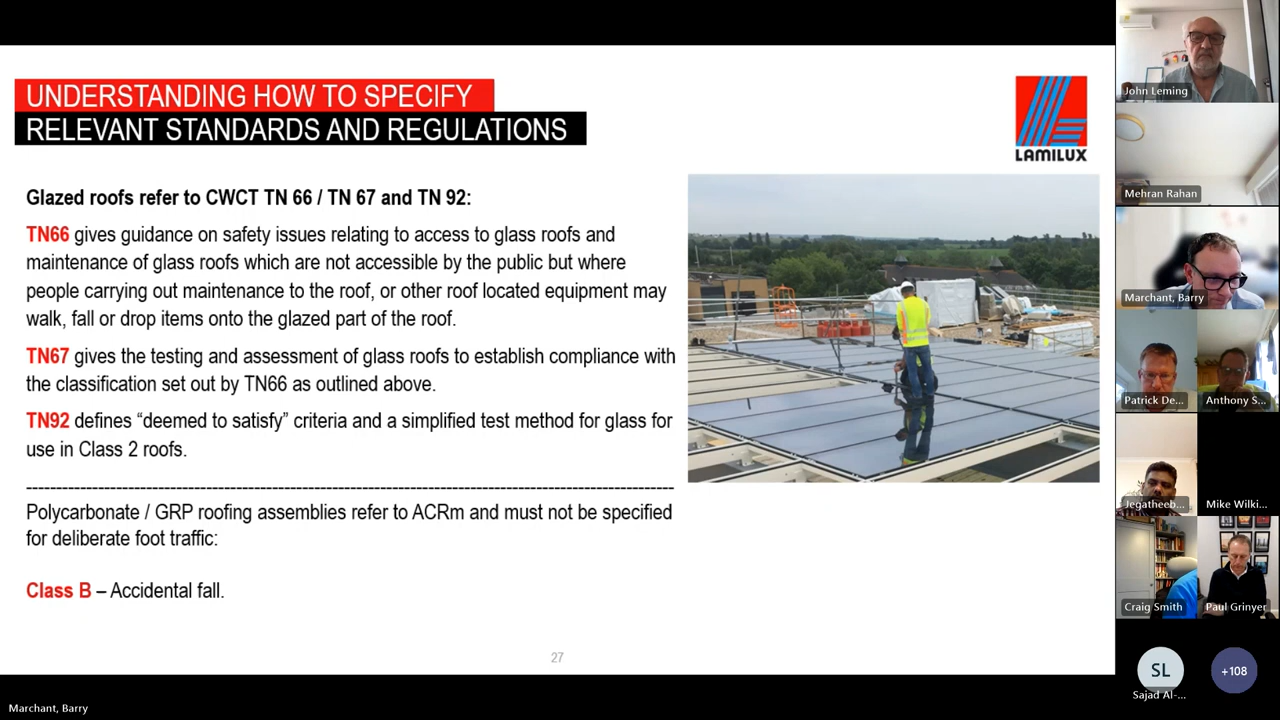 UNDERSTANDING HOW TO SPECIFY
RELEVANT STANDARDS AND REGULATIONS
LAMILUX
Glazed roofs refer to CWCT TN 66 / TN 67 and TN 92:
TN66 gives guidance on safety issues relating to access to glass roofs and
maintenance of glass roofs which are not accessible by the public but where
people carrying out maintenance to the roof, or other roof located equipment may
walk, fall or drop items onto the glazed part of the roof.
TN67 gives the testing and assessment of glass roofs to establish compliance with
the classification set out by TN66 as outlined above.
TN92 defines “deemed to satisfy” criteria and a simplified test method for glass for
use in Class 2 roofs.
Polycarbonate / GRP roofing assemblies refer to ACRm and must not be specified
for deliberate foot traffic:
Class B – Accidental fall.
27
Marchant, Barry
John Leming
Mehran Rahan
Marchant, Barry
Patrick De...
Anthony S...
Jegatheeb...
Mike Wilki...
Craig Smith
Paul Grinyer
SL
Sajad Al-...
+108